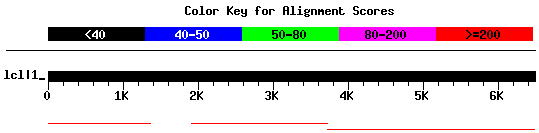 Color Key for Alignment Scores
<40 40-50 50-80 80-200 >=200
lcl|1_
0 1K 2K 3K 4K 5K 6K